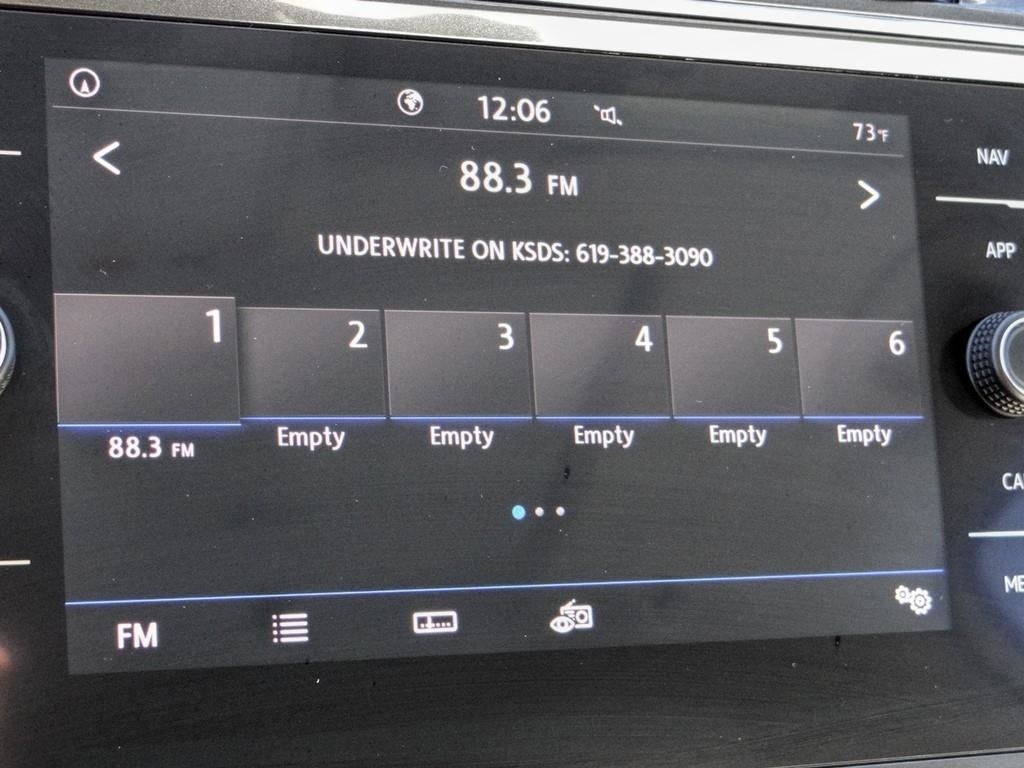 12:06
73°F
88.3 FM
UNDERWRITE ON KSDS: 619-388-3090
1 2 3 4 5 6
88.3 FM Empty Empty Empty Empty Empty
FM
NAV
APP